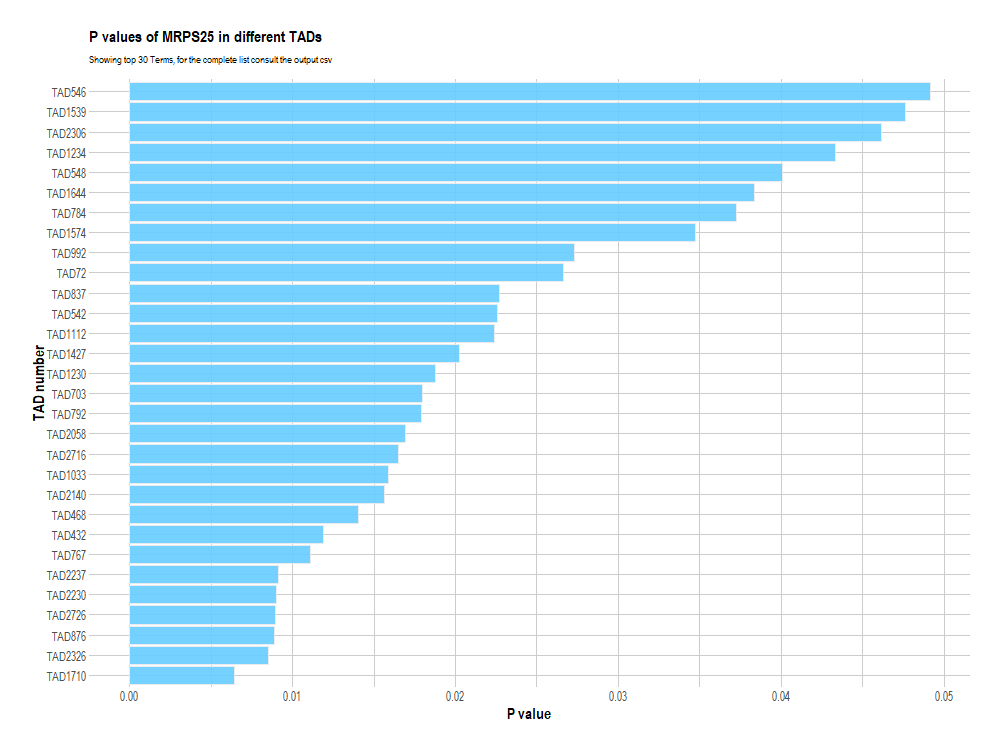 P values of MRPS25 in different TADs
Showing top 30 Terms, for the complete list consult the output csv
TAD546
TAD1539
TAD2306
TAD1234
TAD548
TAD1644
TAD784
TAD1574
TAD992
TAD72
TAD837
TAD542
TAD1112
TAD1427
TAD1230
TAD703
TAD792
TAD2058
TAD2716
TAD1033
TAD2140
TAD468
TAD432
TAD767
TAD2237
TAD2230
TAD2726
TAD876
TAD2326
TAD1710
TAD number
0.00 0.01 0.02 0.03 0.04 0.05
P value